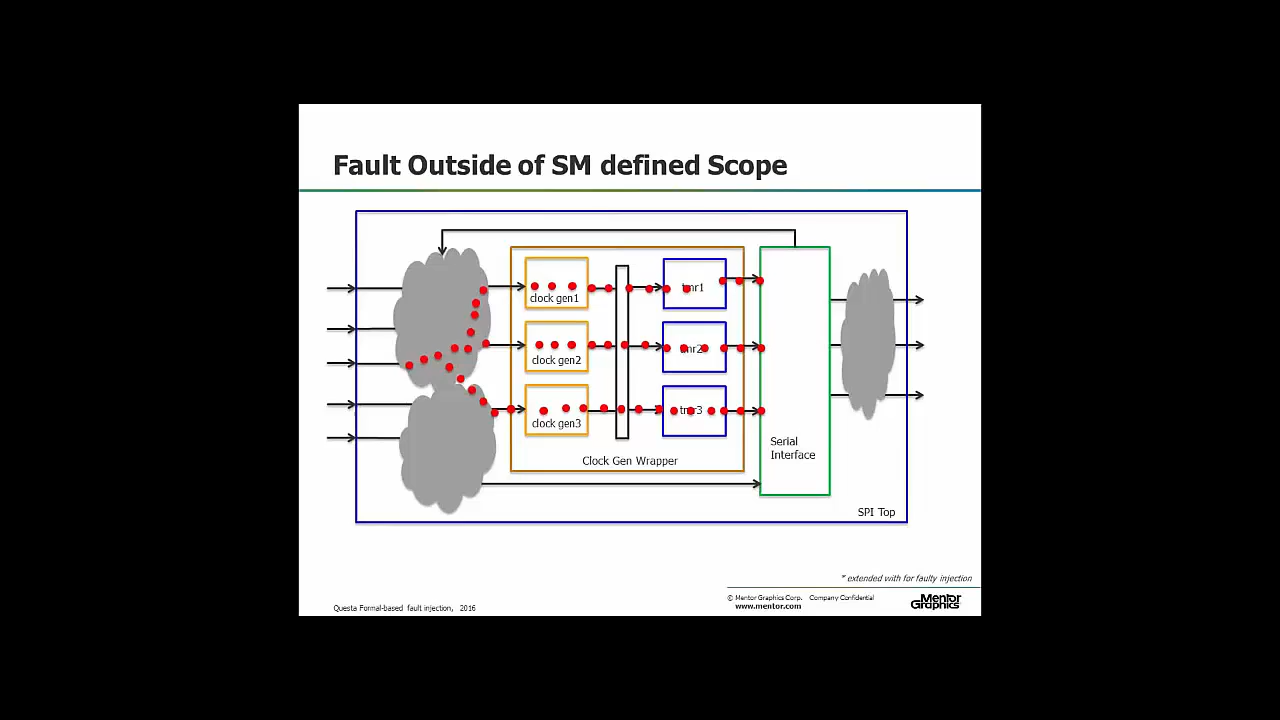 Fault Outside of SM defined Scope
clock gen1
tmr1
clock gen2
tmr2
clock gen3
tmr3
Serial
Interface
Clock Gen Wrapper
SPI Top
* extended with for faulty injection
© Mentor Graphics Corp. Company Confidential
www.mentor.com
Mentor
Graphics
Questa Formal-based fault injection, 2016